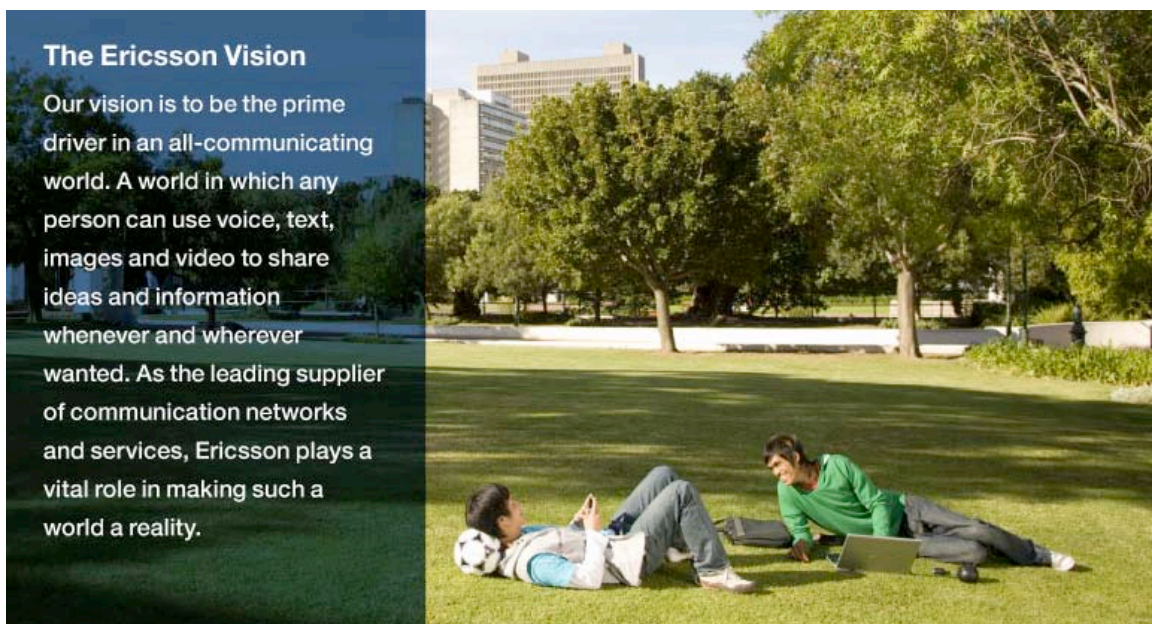 The Ericsson Vision
Our vision is to be the prime
driver in an all-communicating
world. A world in which any
person can use voice, text,
images and video to share
ideas and information
whenever and wherever
wanted. As the leading supplier
of communication networks
and services, Ericsson plays a
vital role in making such a
world a reality.